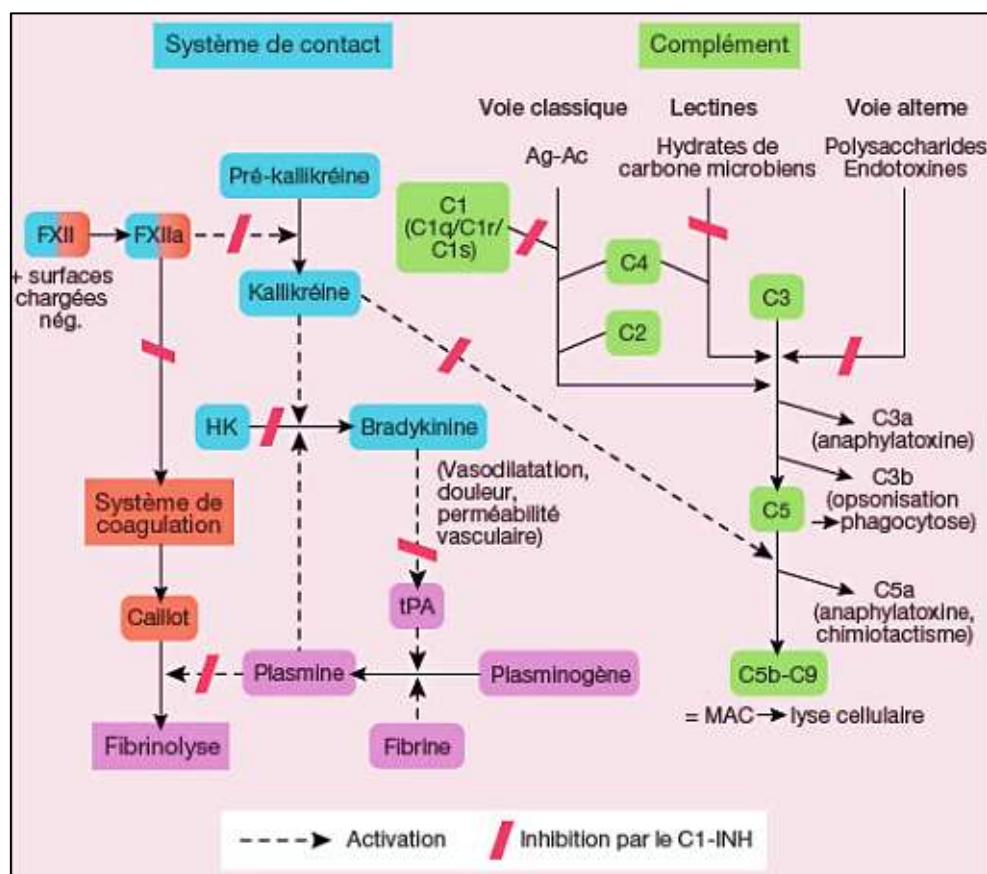 Système de contact
Complément
Voie classique
Lectines
Voie alterne
Ag-Ac
Hydrates de
carbone microbiens
Polysaccharides
Endotoxines
Pré-kallikréine
C1
(C1q/C1r/
C1s)
FXII
FXIIa
+ surfaces
chargées
nég.
Kallikréine
C4
C3
C2
HK
Bradykinine
(Vasodilatation,
douleur,
perméabilité
vasculaire)
C3a
(anaphylatoxine)
C3b
(opsonisation
phagocytose)
C5
Système de
coagulation
C5a
(anaphylatoxine,
chimiotactisme)
Caillot
tPA
Plasmine
Plasminogène
C5b-C9
= MAC → lyse cellulaire
Fibrinolyse
Fibrine
Activation
Inhibition par le C1-INH